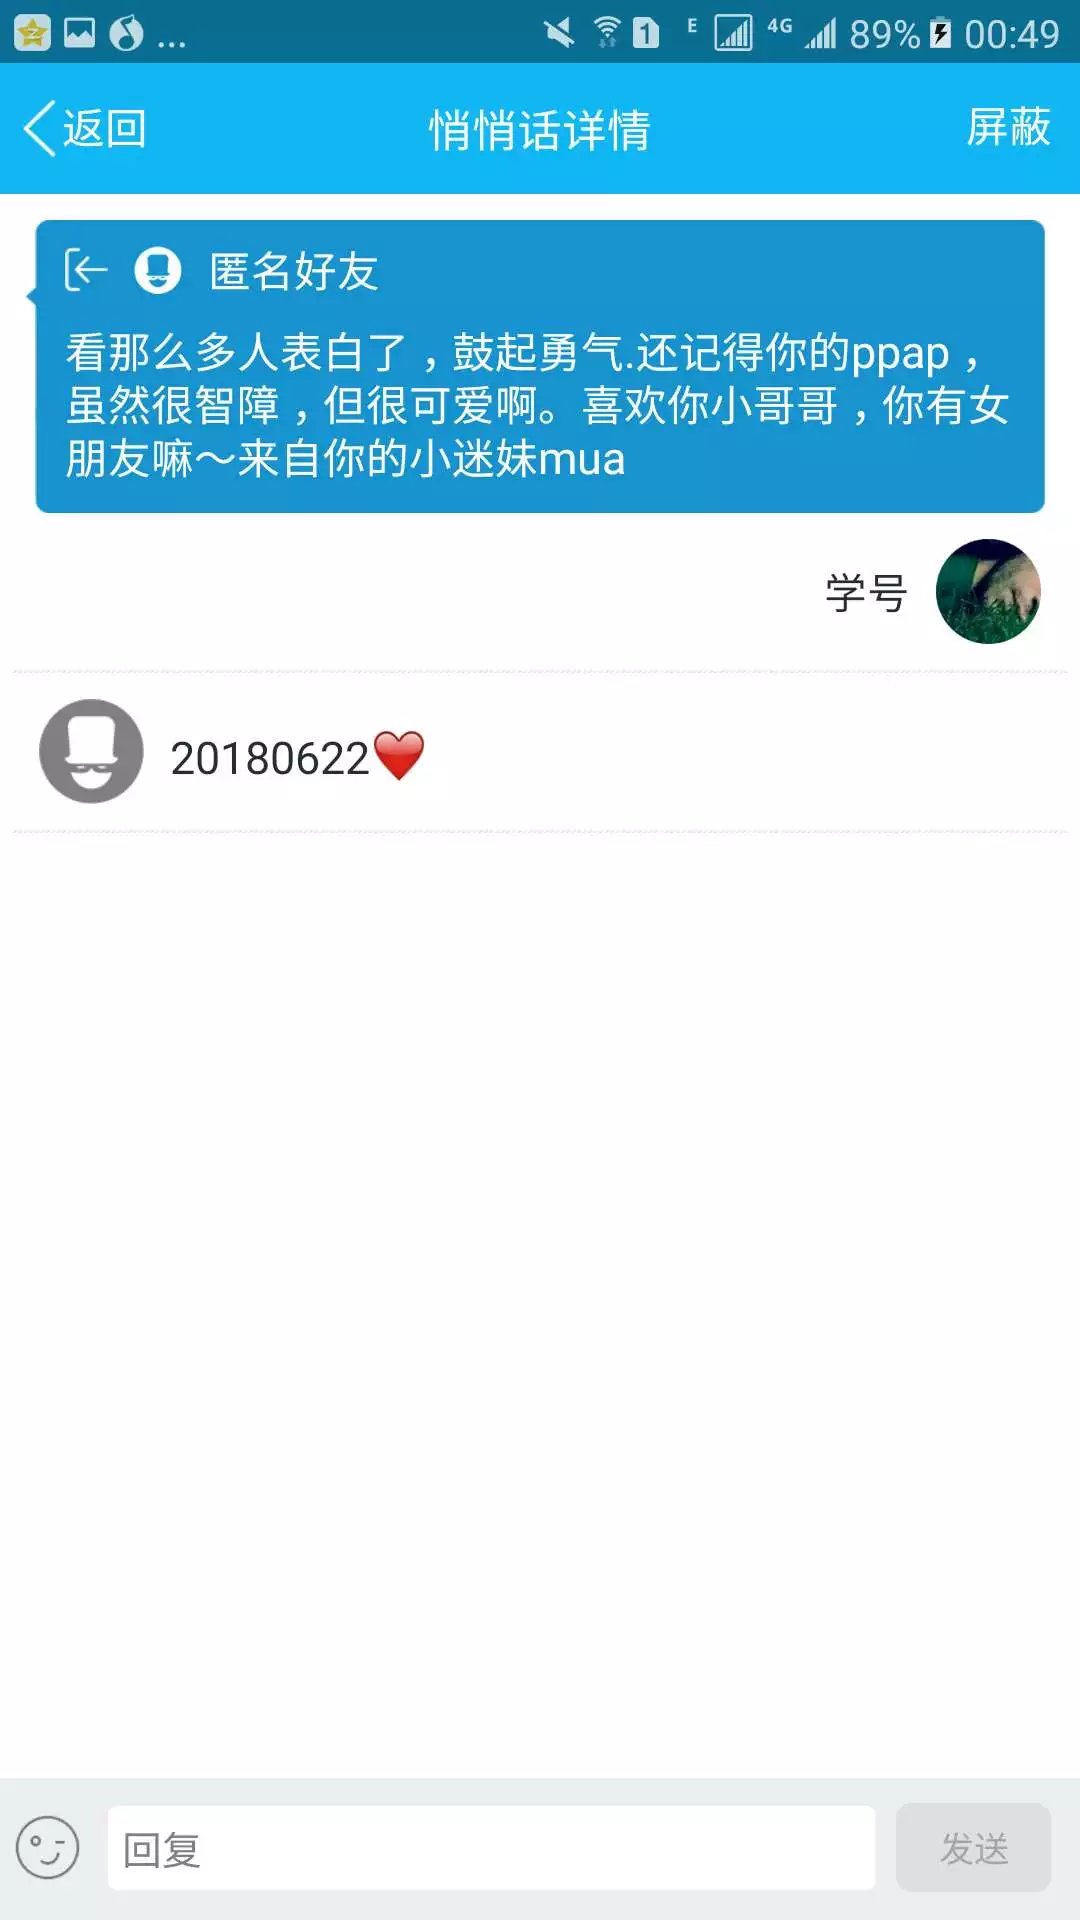 ... 1 E 4G 89% 00:49
返回 悄悄话详情 屏蔽
匿名好友
看那么多人表白了，鼓起勇气.还记得你的ppap，
虽然很智障，但很可爱啊。喜欢你小哥哥，你有女
朋友嘛～来自你的小迷妹mua
学号
20180622❤️
回复 发送